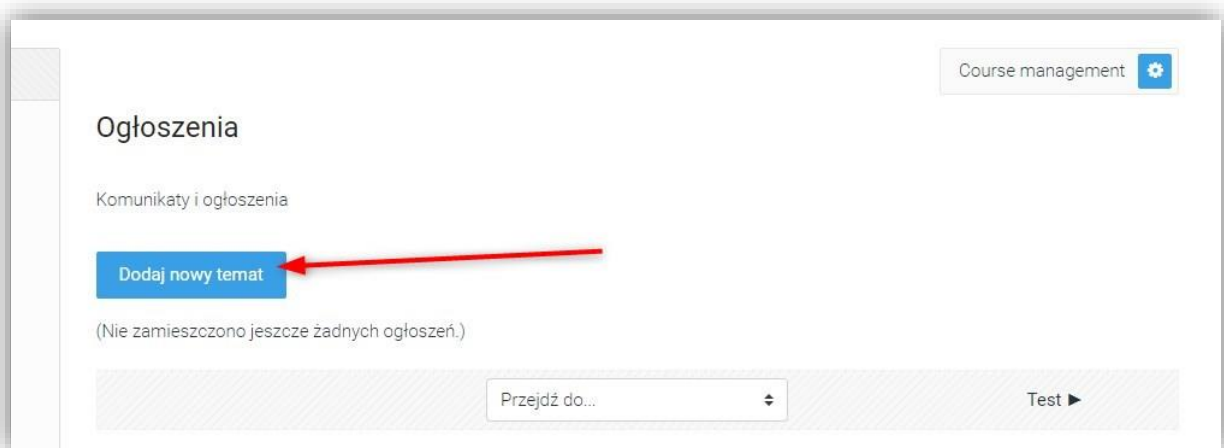 Course management
Ogłoszenia
Komunikaty i ogłoszenia
Dodaj nowy temat
(Nie zamieszczono jeszcze żadnych ogłoszeń.)
Przejdź do...
Test ►